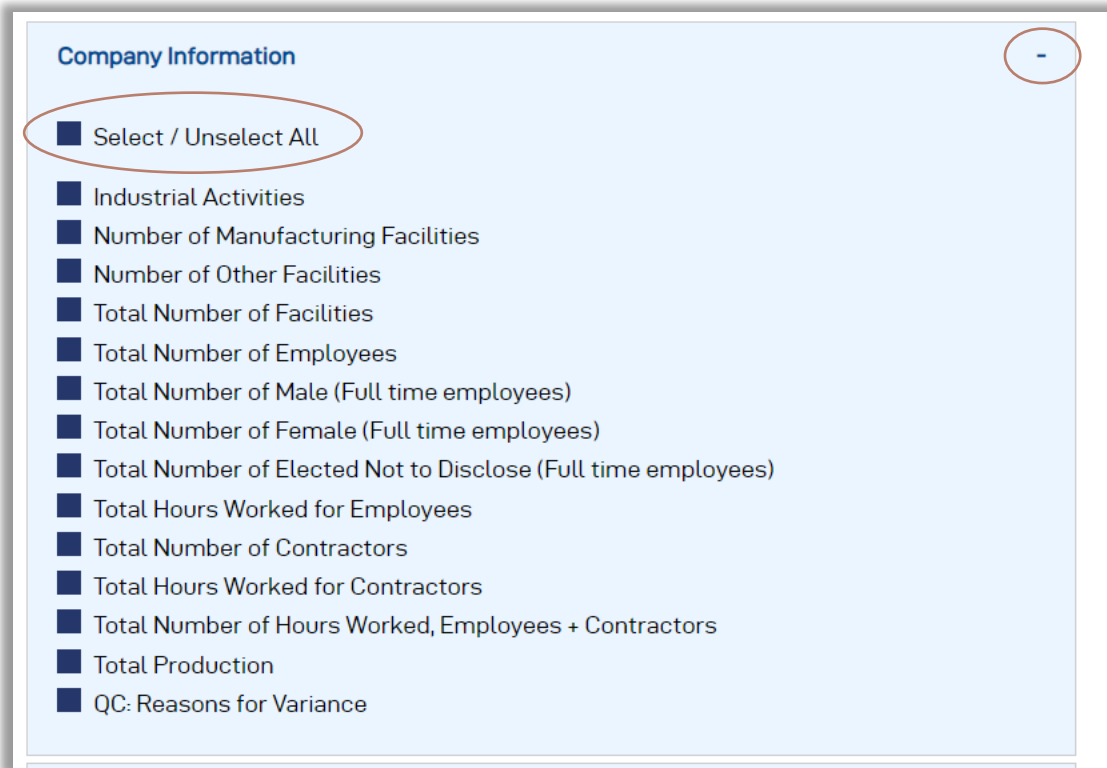 Company Information
-
Select / Unselect All
Industrial Activities
Number of Manufacturing Facilities
Number of Other Facilities
Total Number of Facilities
Total Number of Employees
Total Number of Male (Full time employees)
Total Number of Female (Full time employees)
Total Number of Elected Not to Disclose (Full time employees)
Total Hours Worked for Employees
Total Number of Contractors
Total Hours Worked for Contractors
Total Number of Hours Worked, Employees + Contractors
Total Production
QC: Reasons for Variance